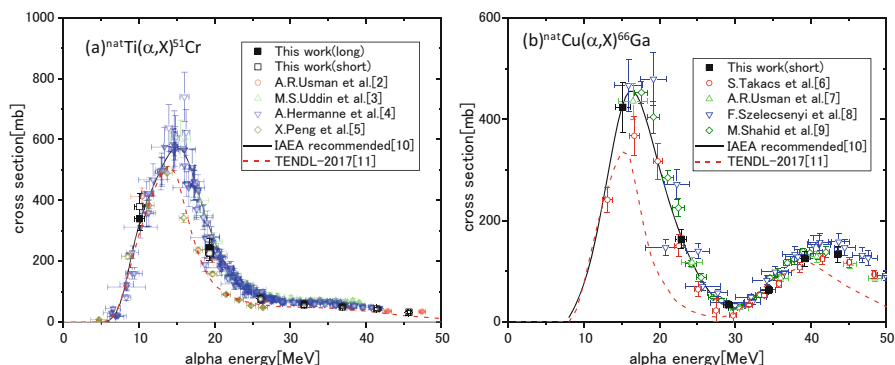 (a)natTi(α,X)51Cr
This work(long)
This work(short)
A.R.Usman et al.[2]
M.S.Uddin et al.[3]
A.Hermanne et al.[4]
X.Peng et al.[5]
IAEA recommended[10]
TENDL-2017[11]
cross section[mb]
1000
800
600
400
200
0
0 10 20 30 40 50
alpha energy[MeV]
(b)natCu(α,X)66Ga
This work(short)
S.Takacs et al.[6]
A.R.Usman et al.[7]
F.Szelecsenyi et al.[8]
M.Shahid et al.[9]
IAEA recommended[10]
TENDL-2017[11]
cross section[mb]
600
400
200
0
0 10 20 30 40 50
alpha energy[MeV]